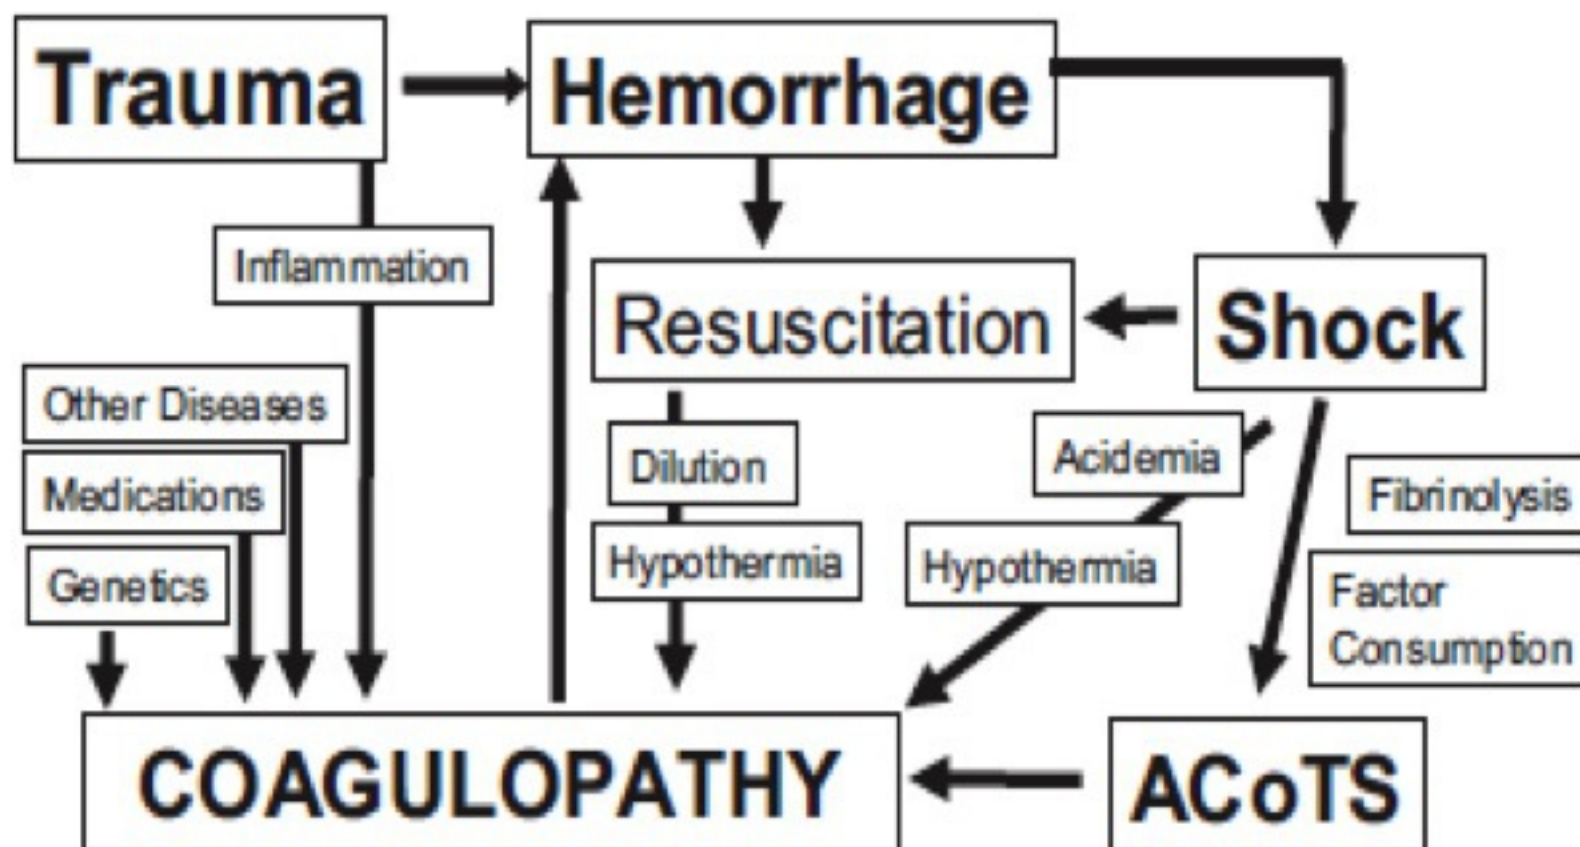 Trauma
Hemorrhage
Inflammation
Resuscitation
Shock
Other Diseases
Medications
Genetics
Dilution
Hypothermia
Acidemia
Hypothermia
Fibrinolysis
Factor
Consumption
COAGULOPATHY
ACoTS